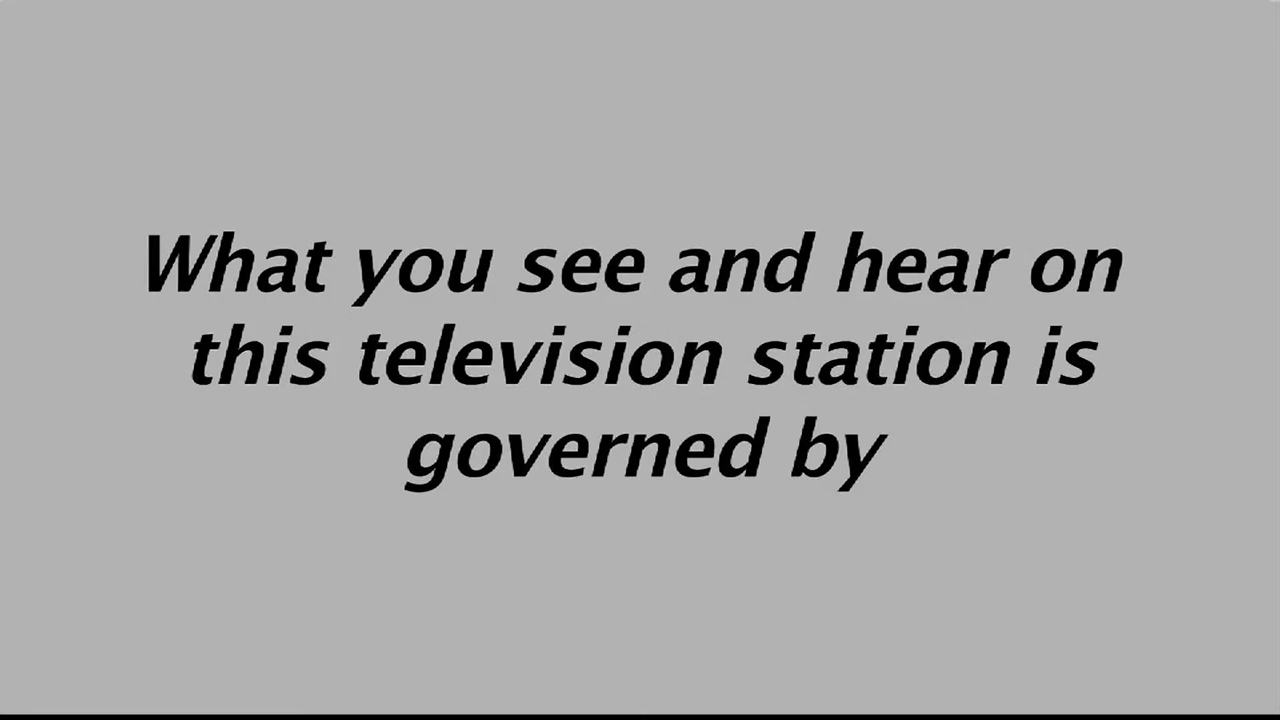 What you see and hear on
this television station is
governed by